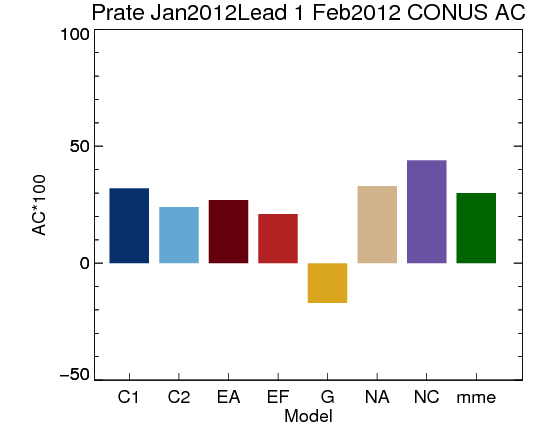 Prate Jan2012Lead 1 Feb2012 CONUS AC
100
50
0
−50
AC*100
C1 C2 EA EF G NA NC mme
Model